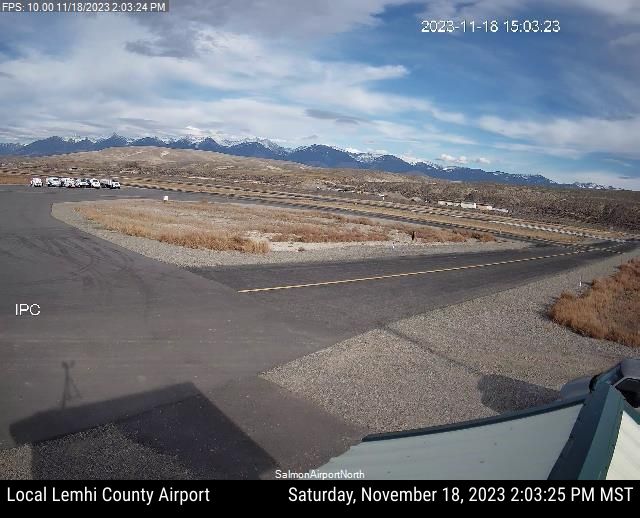 FPS: 10.00 11/18/2023 2:03:24 PM
2023-11-18 15:03:23
IPC
SalmonAirportNorth
Local Lemhi County Airport
Saturday, November 18, 2023 2:03:25 PM MST